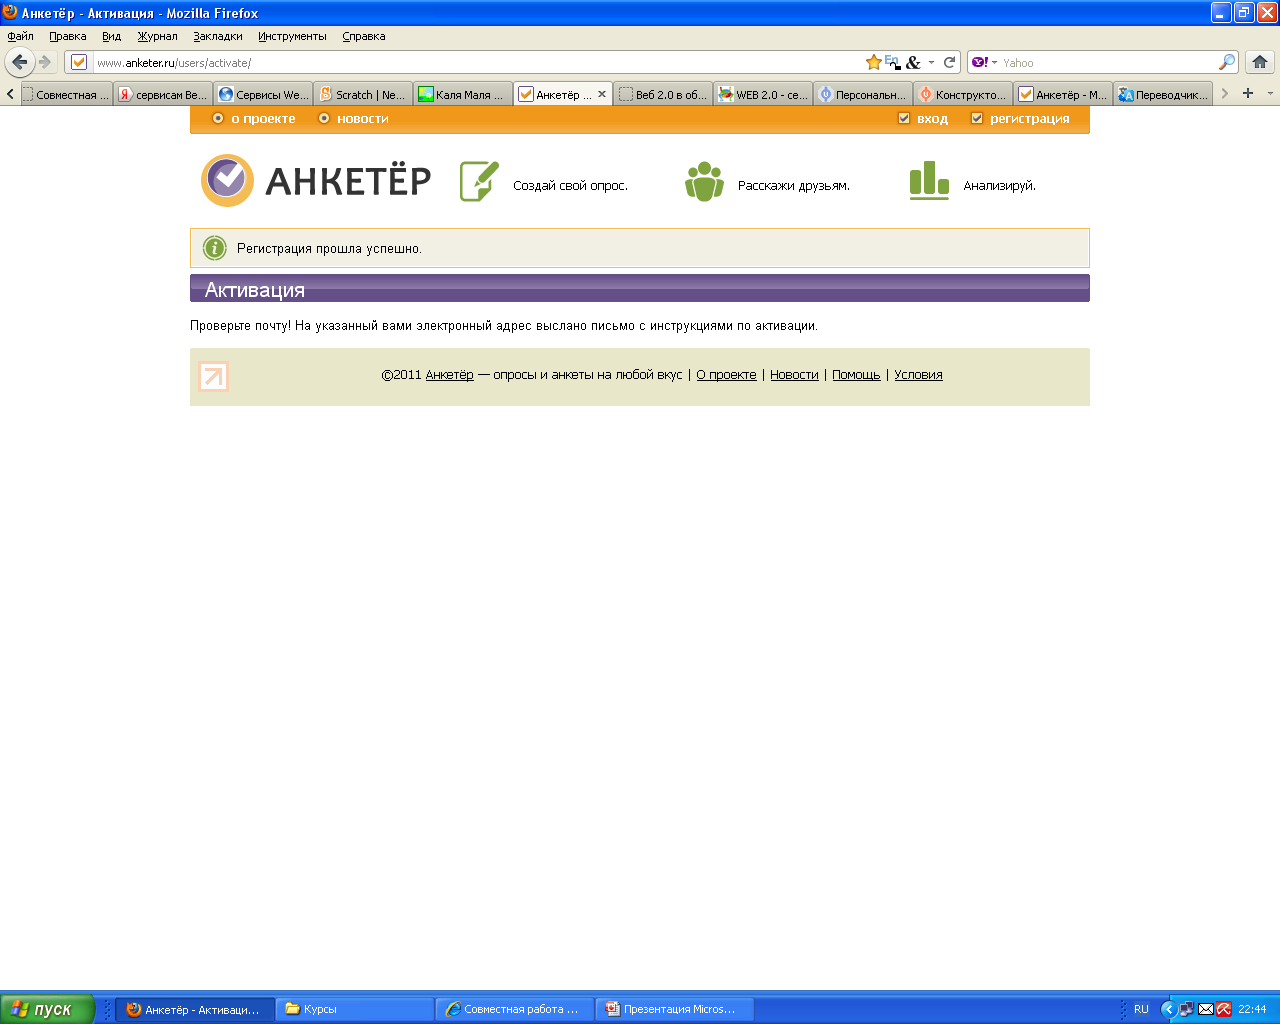 Анкетёр - Активация - Mozilla Firefox
Файл Правка Вид Журнал Закладки Инструменты Справка
www.anketer.ru/users/activate/ En & Y! Yahoo
Совместная ... Я сервисам Ве... Сервисы We... S Scratch | Ne... Каля Маля ... Анкетёр ... Веб 2.0 в об... WEB 2.0 - се... Персональн... Конструкто... Анкетёр - М... Переводчик...
о проекте новости вход регистрация
АНКЕТЁР Создай свой опрос. Расскажи друзьям. Анализируй.
i Регистрация прошла успешно.
Активация
Проверьте почту! На указанный вами электронный адрес выслано письмо с инструкциями по активации.
©2011 Анкетёр — опросы и анкеты на любой вкус | О проекте | Новости | Помощь | Условия
пуск Анкетёр - Активаци... Курсы Совместная работа ... Презентация Micros... RU 22:44